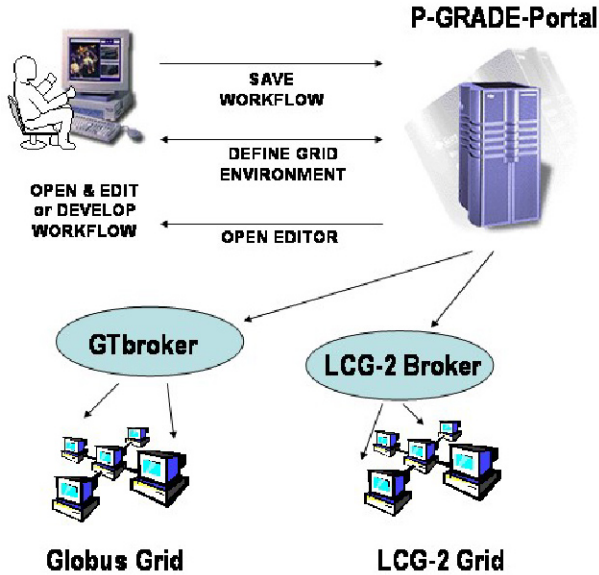 P-GRADE-Portal
SAVE
WORKFLOW
DEFINE GRID
ENVIRONMENT
OPEN & EDIT
or DEVELOP
WORKFLOW
OPEN EDITOR
GTbroker
LCG-2 Broker
Globus Grid
LCG-2 Grid